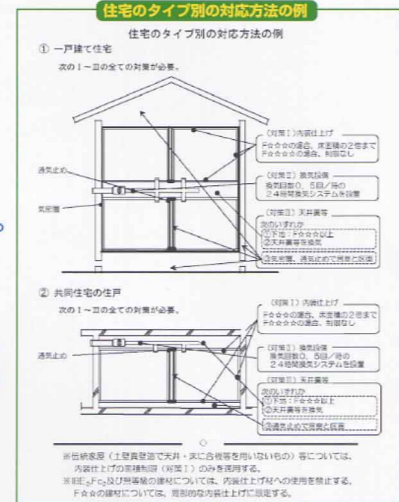 住宅のタイプ別の対応方法の例
住宅のタイプ別の対応方法の例
① 一戸建て住宅
次のⅠ～Ⅲの全ての対策が必要。
通気止め
気密層
(対策Ⅰ) 内装仕上げ
F☆☆☆の場合、床面積の2倍まで
F☆☆☆☆の場合、制限なし
(対策Ⅱ) 換気設備
換気回数0.5回/時の
24時間換気システムを設置
(対策Ⅲ) 天井裏等
次のいずれか
①下地:F☆☆☆以上
②天井裏等を換気
③気密層、通気止めで居室と区画
② 共同住宅の住戸
次のⅠ～Ⅲの全ての対策が必要。
通気止め
(対策Ⅰ) 内装仕上げ
F☆☆☆の場合、床面積の2倍まで
F☆☆☆☆の場合、制限なし
(対策Ⅱ) 換気設備
換気回数0.5回/時の
24時間換気システムを設置
(対策Ⅲ) 天井裏等
次のいずれか
①下地:F☆☆☆以上
②天井裏等を換気
③通気止めで居室と区画
※伝統家屋(土壁真壁造で天井・床に合板等を用いないもの)等については、
内装仕上げの面積制限(対策Ⅰ)のみを適用する。
及び無等級の建材については、内装仕上げ材への使用を禁止する。
F☆☆の建材については、局部的な内装仕上げに限定する。